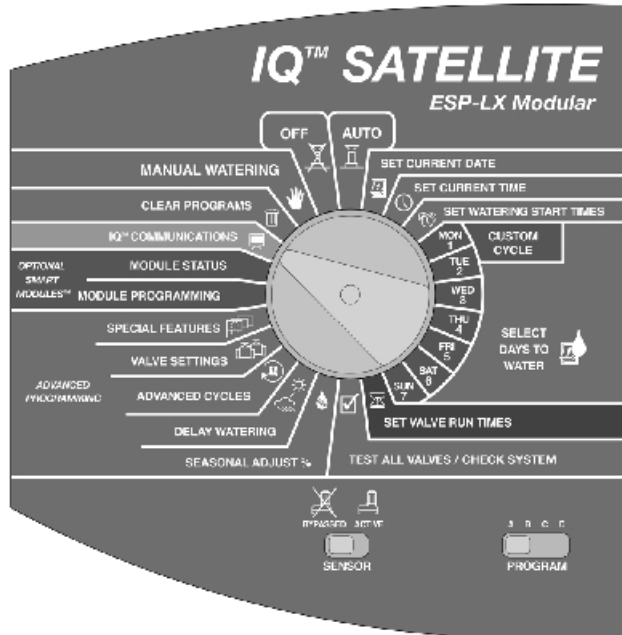 IQ™ SATELLITE
ESP-LX Modular
OFF
AUTO
MANUAL WATERING
SET CURRENT DATE
CLEAR PROGRAMS
SET CURRENT TIME
IQ™ COMMUNICATIONS
SET WATERING START TIMES
OPTIONAL
SMART
MODULES™
MODULE STATUS
MODULE PROGRAMMING
MON
1
CUSTOM
CYCLE
TUE
2
WED
3
THU
4
FRI
5
SAT
6
SUN
7
SELECT
DAYS TO
WATER
SPECIAL FEATURES
VALVE SETTINGS
ADVANCED
PROGRAMMING
ADVANCED CYCLES
DELAY WATERING
SEASONAL ADJUST %
SET VALVE RUN TIMES
TEST ALL VALVES / CHECK SYSTEM
BYPASSED ACTIVE
SENSOR
A B C D
PROGRAM